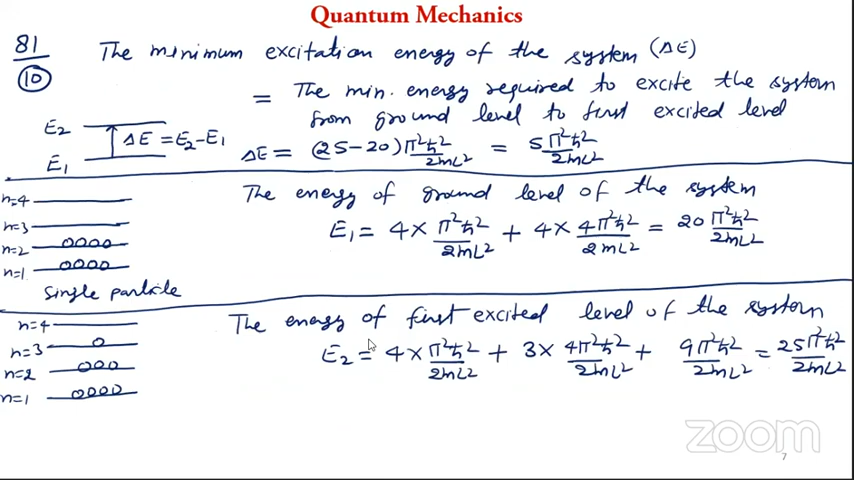 Quantum Mechanics
81
10
The minimum excitation energy of the system (ΔE)
= The min. energy required to excite the system
from ground level to first excited level
E2
ΔE = E2-E1
E1
ΔE = (25-20)π²ħ²/2mL² = 5π²ħ²/2mL²
n=4
n=3
n=2 0000
n=1 0000
single particle
The energy of ground level of the system
E1 = 4× π²ħ²/2mL² + 4× 4π²ħ²/2mL² = 20 π²ħ²/2mL²
n=4
n=3 0
n=2 000
n=1 0000
The energy of first excited level of the system
E2 = 4× π²ħ²/2mL² + 3× 4π²ħ²/2mL² + 9π²ħ²/2mL² = 25π²ħ²/2mL²
zoom
7